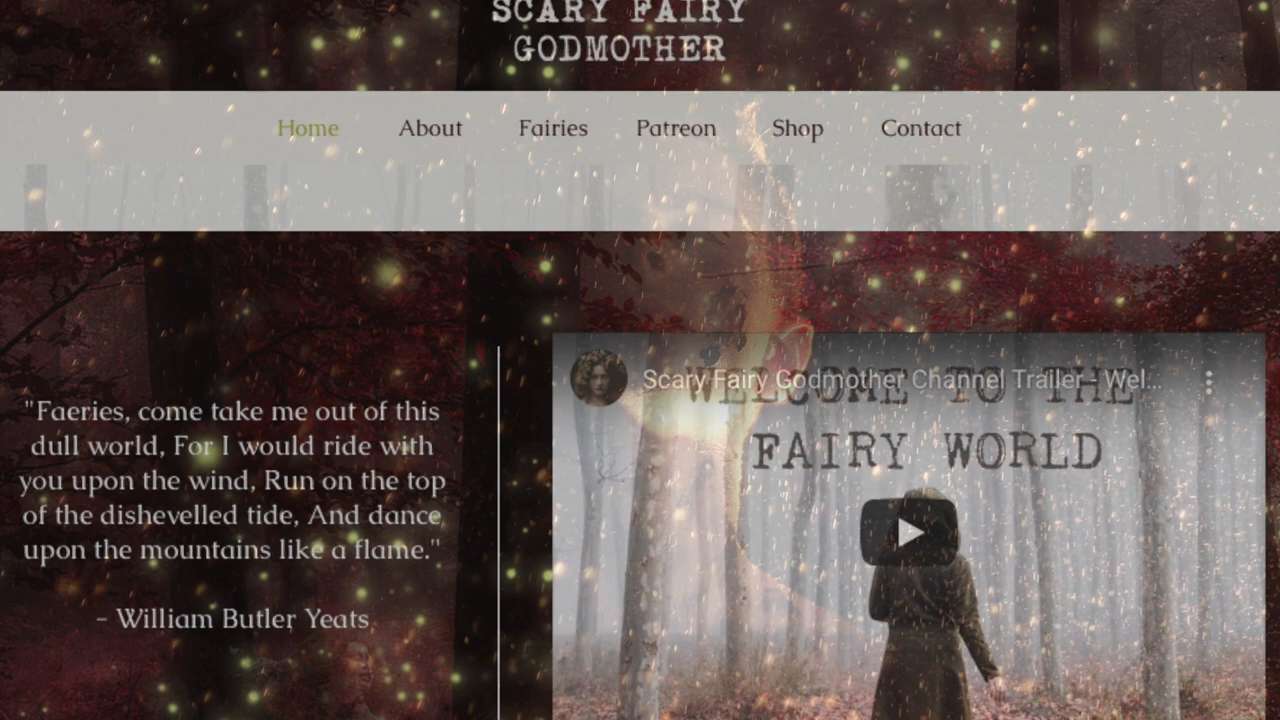 SCARY FAIRY
GODMOTHER
Home About Fairies Patreon Shop Contact
"Faeries, come take me out of this
dull world, For I would ride with
you upon the wind, Run on the top
of the dishevelled tide, And dance
upon the mountains like a flame."
- William Butler Yeats
Scary Fairy Godmother Channel Trailer - Wel...
WELCOME TO THE
FAIRY WORLD